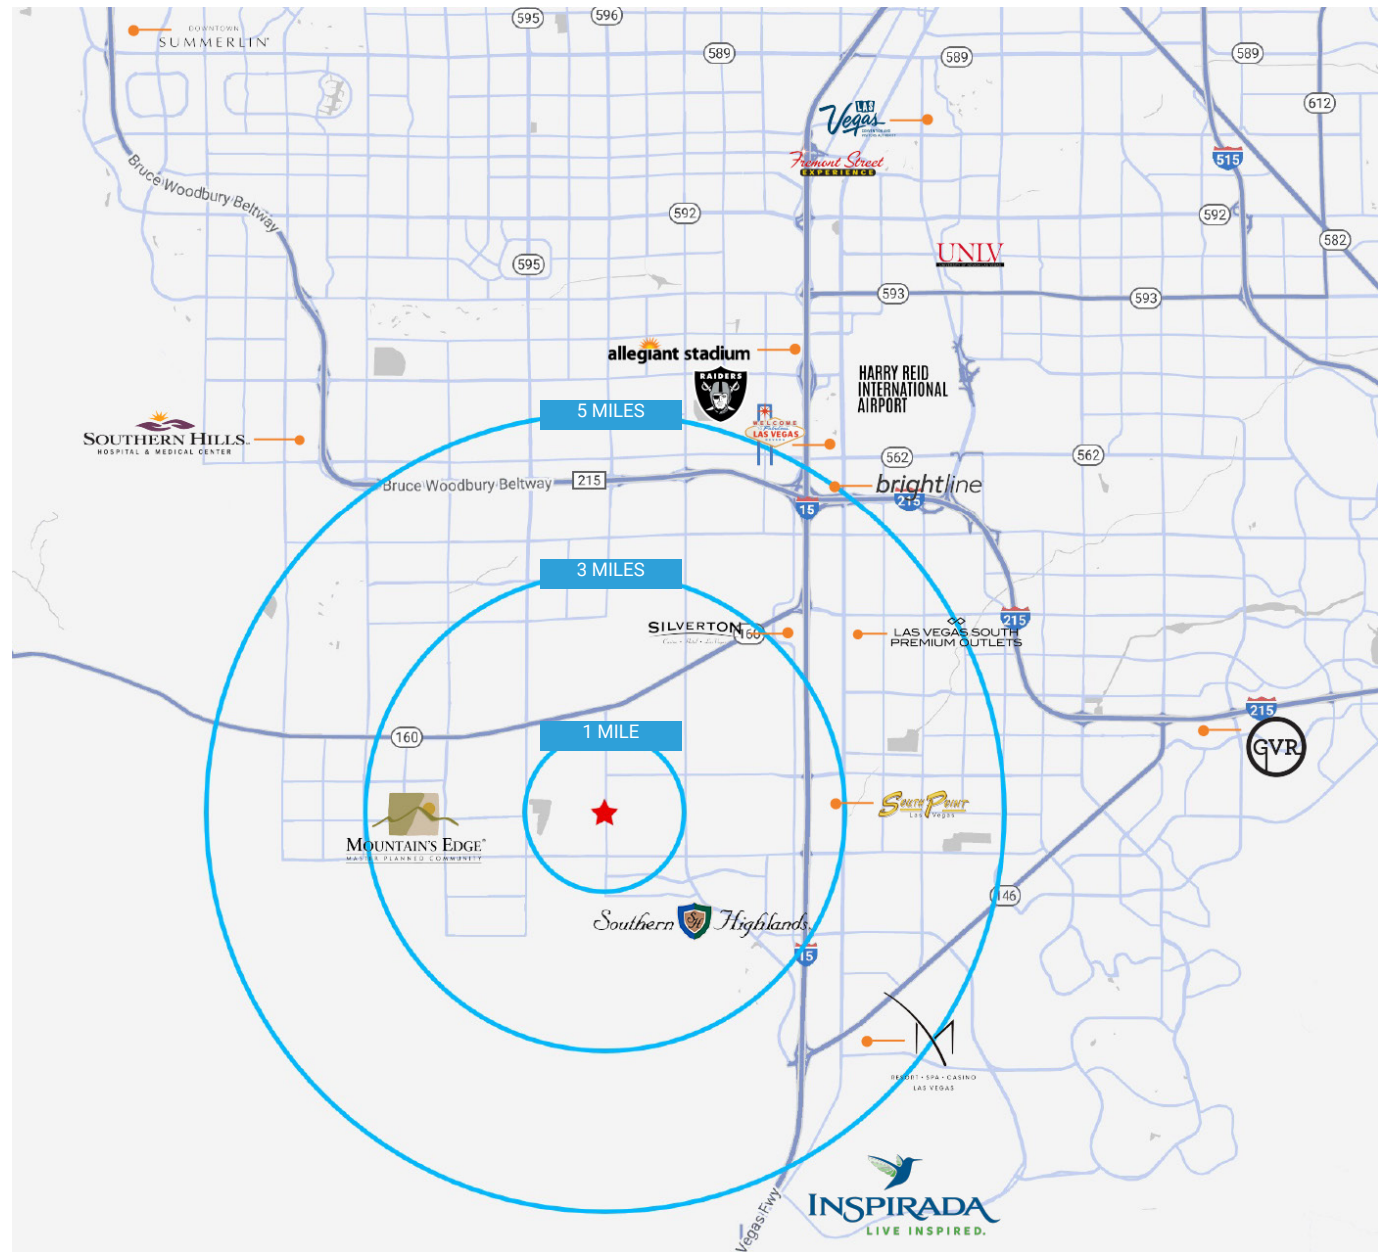 595
596
DOWNTOWN
SUMMERLIN
589
589
589
612
LAS
Vegas
515
Fremont Street
EXPERIENCE
Bruce Woodbury Beltway
592
592
582
UNLV
595
593
593
allegiant stadium
RAIDERS
HARRY REID
INTERNATIONAL
AIRPORT
5 MILES
WELCOME
Fabulous
LAS VEGAS
SOUTHERN HILLS
HOSPITAL & MEDICAL CENTER
562
562
Bruce Woodbury Beltway
215
brightline
215
15
3 MILES
215
SILVERTON
160
LAS VEGAS SOUTH
PREMIUM OUTLETS
215
1 MILE
160
GVR
SOUTH POINT
Las Vegas
MOUNTAIN'S EDGE
MASTER PLANNED COMMUNITY
146
Southern SH Highlands
15
M
RESORT • SPA • CASINO
LAS VEGAS
Vegas Fwy
INSPIRADA
LIVE INSPIRED.